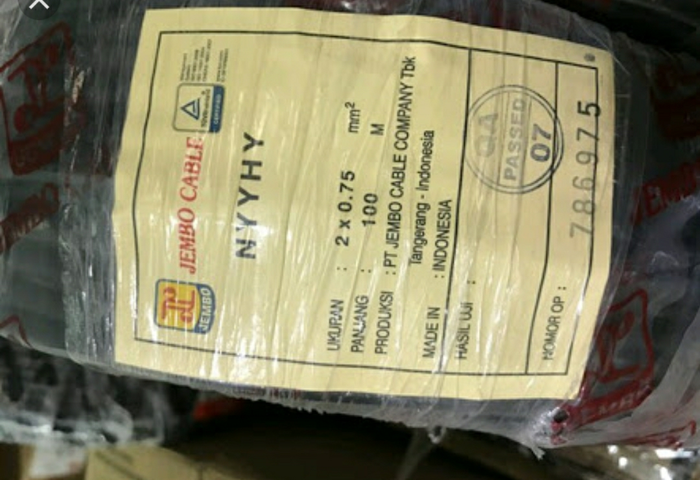 JEMBO
JEMBO CABLE
NYYHY
UKURAN : 2 x 0.75 mm²
PANJANG : 100 M
PRODUKSI : PT JEMBO CABLE COMPANY Tbk
Tangerang - Indonesia
MADE IN : INDONESIA
HASIL UJI :
QA
PASSED
07
NOMOR OP : 786975